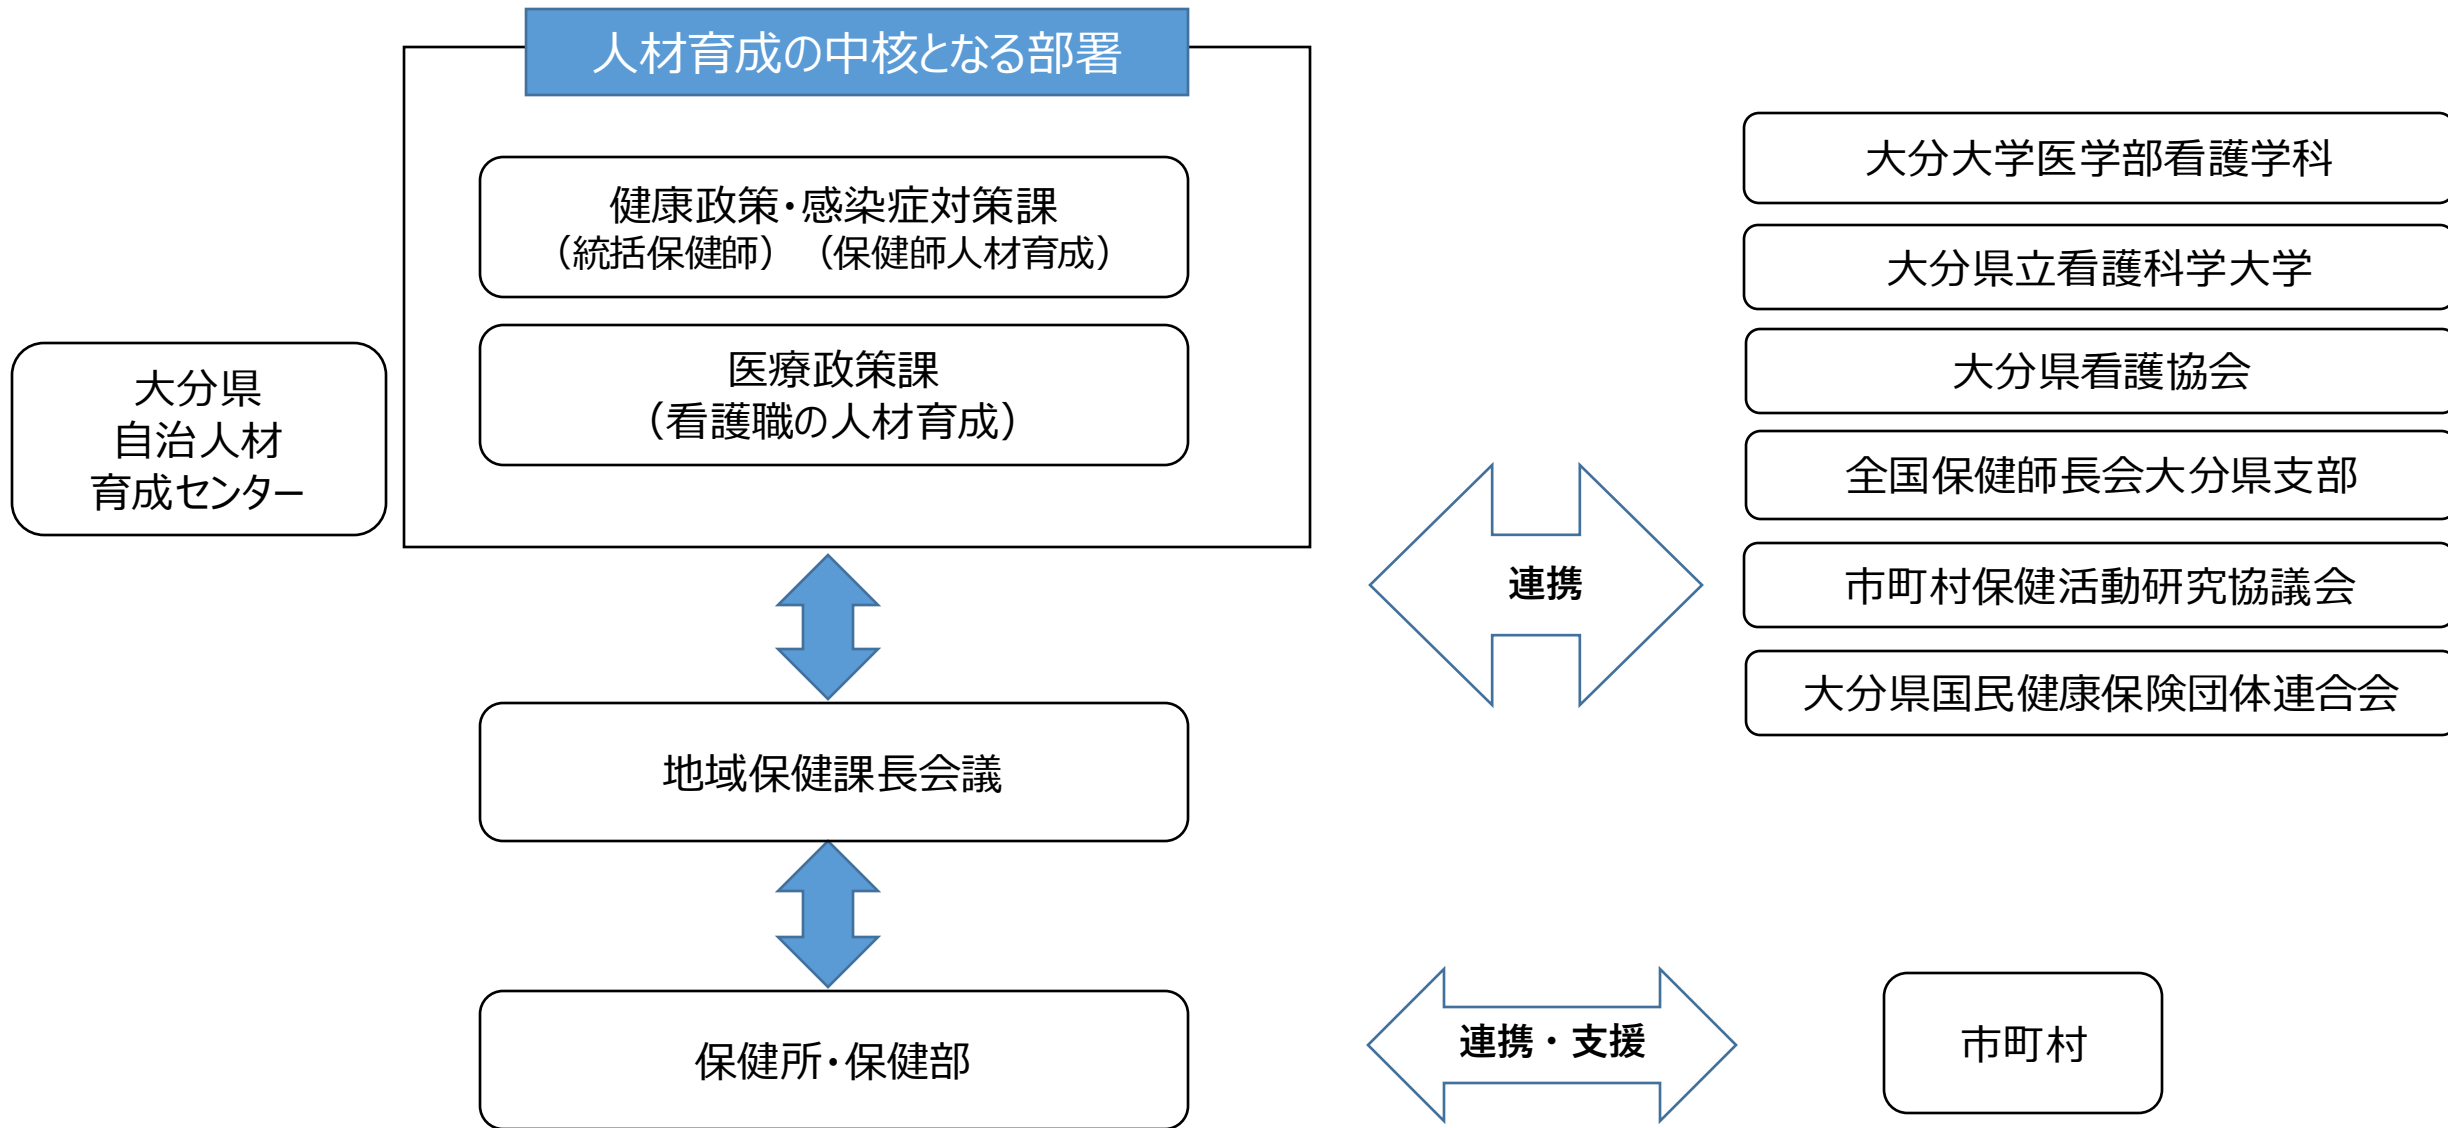 人材育成の中核となる部署
健康政策・感染症対策課
（統括保健師）（保健師人材育成）
医療政策課
（看護職の人材育成）
大分県
自治人材
育成センター
地域保健課長会議
保健所・保健部
連携
大分大学医学部看護学科
大分県立看護科学大学
大分県看護協会
全国保健師長会大分県支部
市町村保健活動研究協議会
大分県国民健康保険団体連合会
連携・支援
市町村